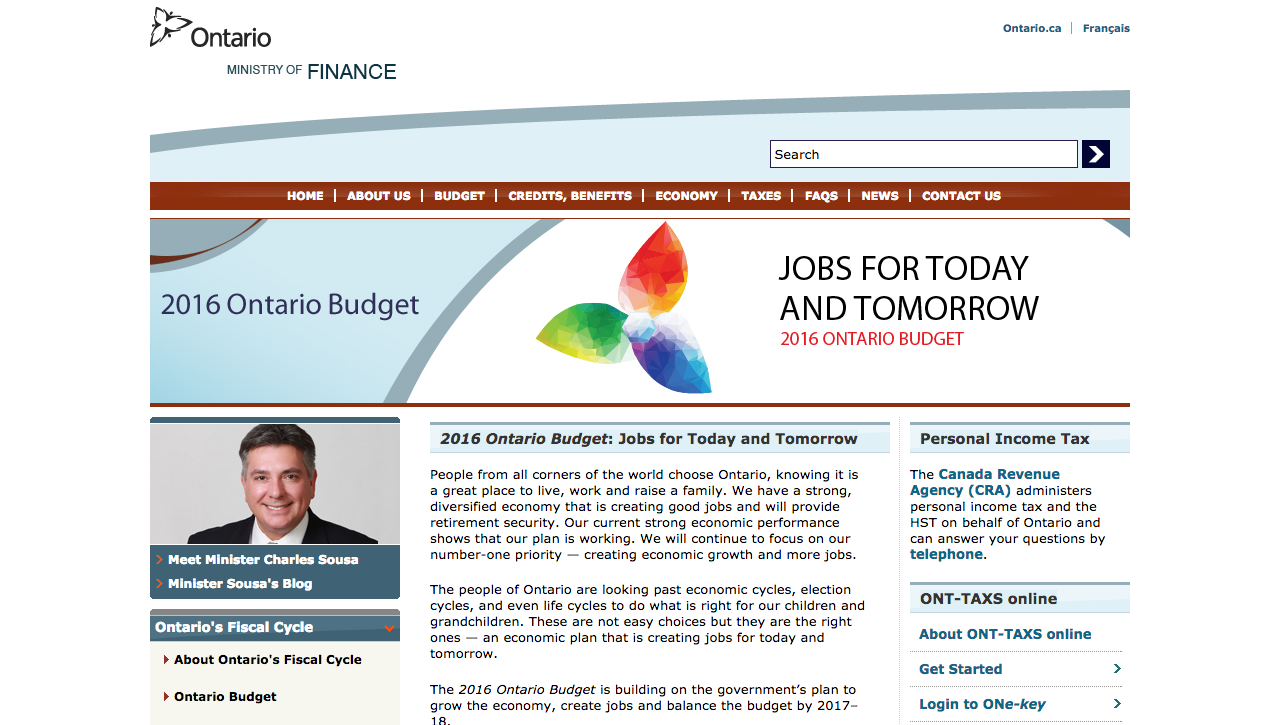 Ontario
Ontario.ca
Français
MINISTRY OF FINANCE
Search
HOME
ABOUT US
BUDGET
CREDITS, BENEFITS
ECONOMY
TAXES
FAQS
NEWS
CONTACT US
2016 Ontario Budget
JOBS FOR TODAY
AND TOMORROW
2016 ONTARIO BUDGET
Meet Minister Charles Sousa
Minister Sousa's Blog
Ontario's Fiscal Cycle
About Ontario's Fiscal Cycle
Ontario Budget
2016 Ontario Budget: Jobs for Today and Tomorrow
People from all corners of the world choose Ontario, knowing it is
a great place to live, work and raise a family. We have a strong,
diversified economy that is creating good jobs and will provide
retirement security. Our current strong economic performance
shows that our plan is working. We will continue to focus on our
number-one priority — creating economic growth and more jobs.
The people of Ontario are looking past economic cycles, election
cycles, and even life cycles to do what is right for our children and
grandchildren. These are not easy choices but they are the right
ones — an economic plan that is creating jobs for today and
tomorrow.
The 2016 Ontario Budget is building on the government's plan to
grow the economy, create jobs and balance the budget by 2017–
18.
Personal Income Tax
The Canada Revenue
Agency (CRA) administers
personal income tax and the
HST on behalf of Ontario and
can answer your questions by
telephone.
ONT-TAXS online
About ONT-TAXS online
Get Started
Login to ONe-key